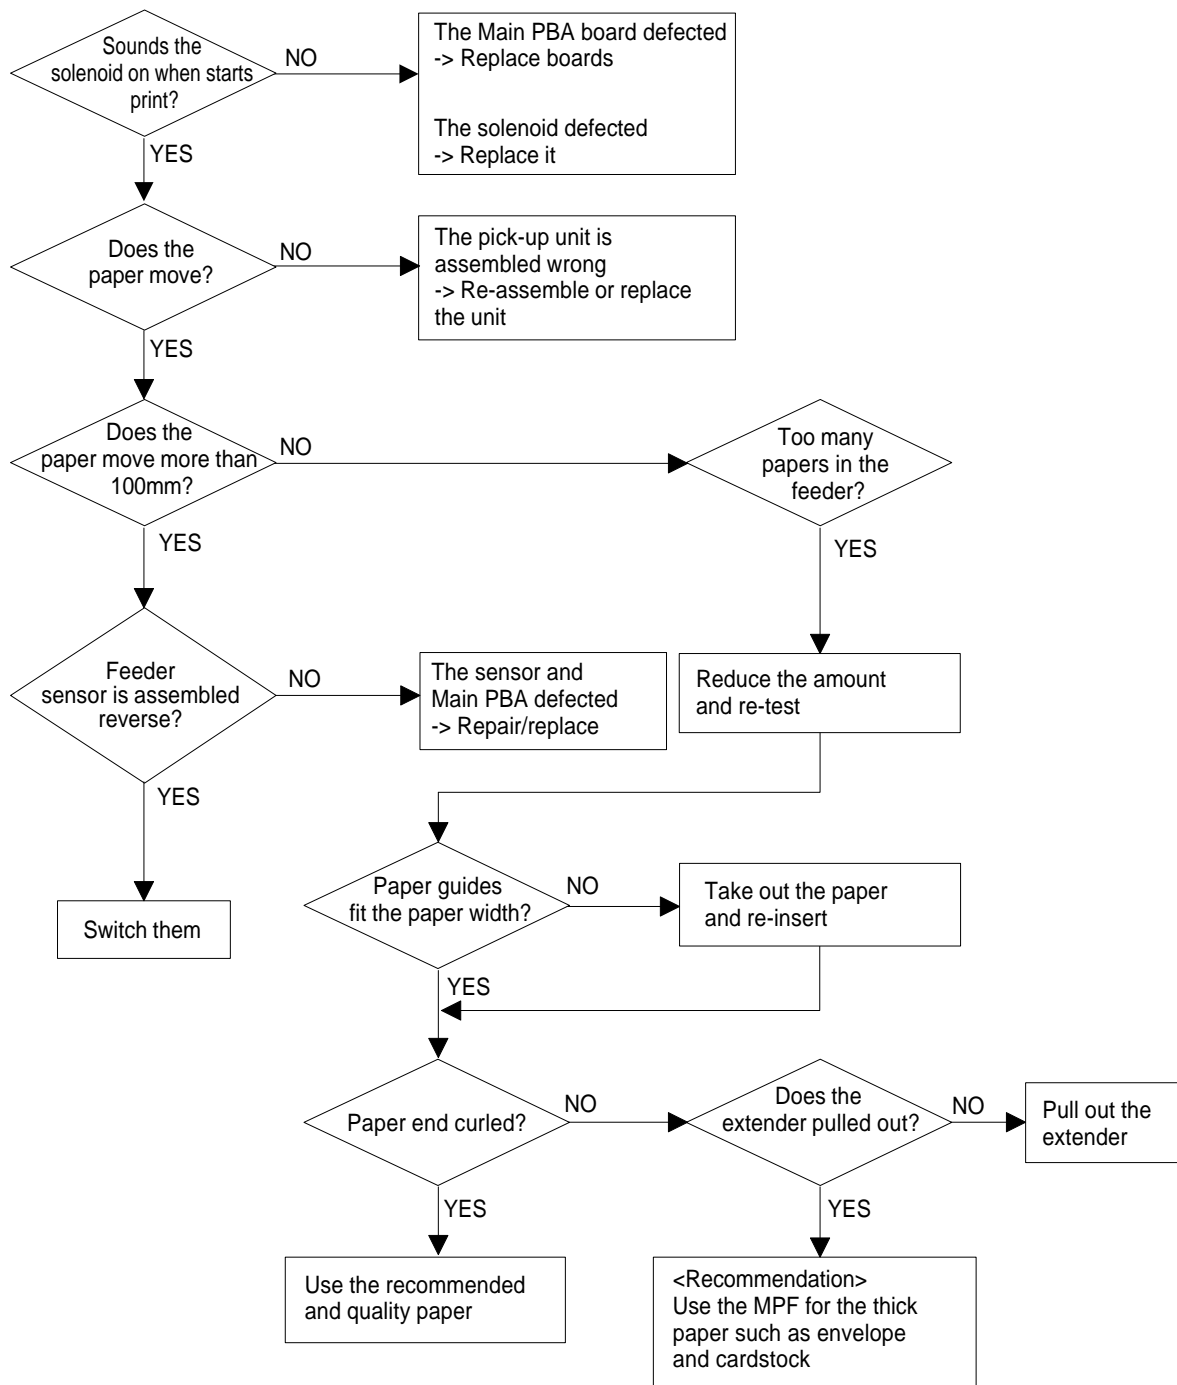 Sounds the
solenoid on when starts
print?
NO
The Main PBA board defected
-> Replace boards
The solenoid defected
-> Replace it
YES
Does the
paper move?
NO
The pick-up unit is
assembled wrong
-> Re-assemble or replace
the unit
YES
Does the
paper move more than
100mm?
NO
Too many
papers in the
feeder?
YES
YES
Feeder
sensor is assembled
reverse?
NO
The sensor and
Main PBA defected
-> Repair/replace
Reduce the amount
and re-test
YES
Switch them
Paper guides
fit the paper width?
NO
Take out the paper
and re-insert
YES
Paper end curled?
NO
Does the
extender pulled out?
NO
Pull out the
extender
YES
YES
Use the recommended
and quality paper
<Recommendation>
Use the MPF for the thick
paper such as envelope
and cardstock